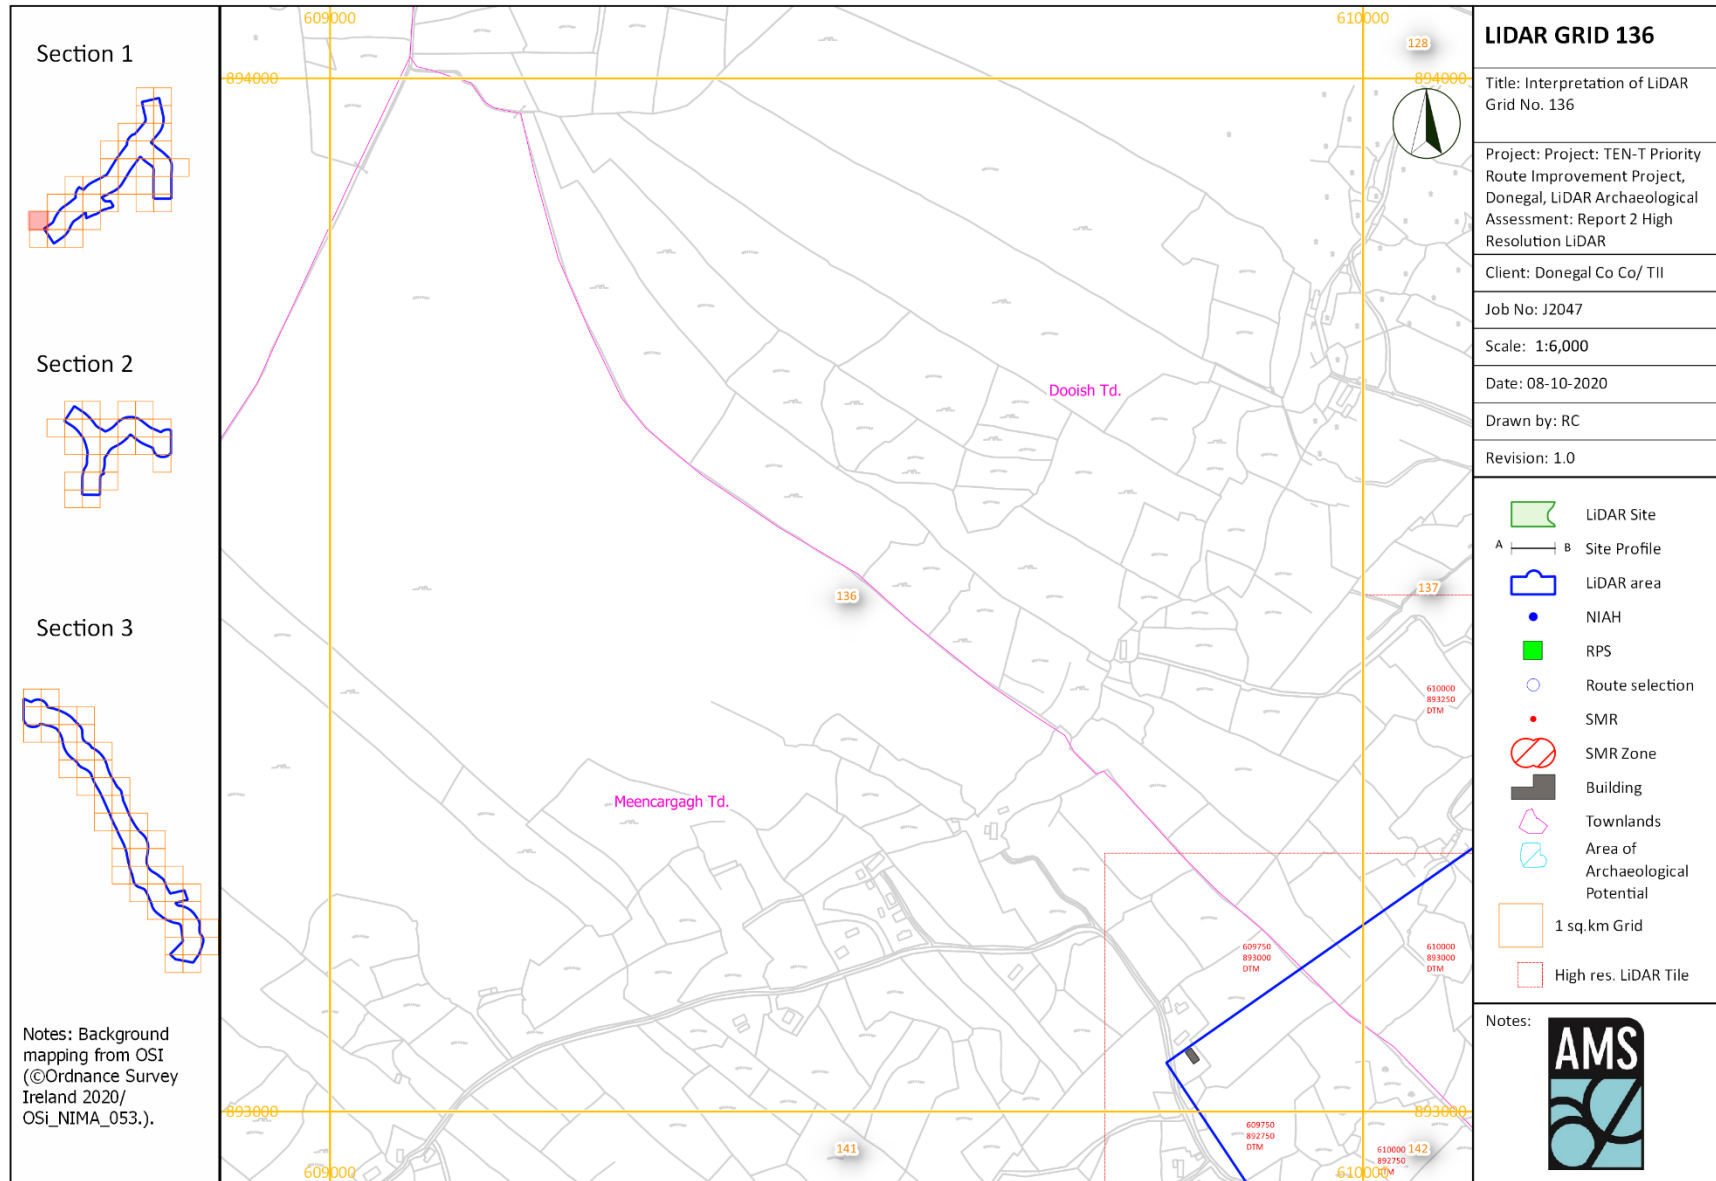 Section 1
Section 2
Section 3
Notes: Background
mapping from OSI
(©Ordnance Survey
Ireland 2020/
OSi_NIMA_053.).
609000
610000
128
894000
894000
Dooish Td.
136
137
610000
893250
DTM
Meencargagh Td.
609750
893000
DTM
610000
893000
DTM
893000
893000
609750
892750
DTM
141
610000
892750
DTM
142
609000
610000
LIDAR GRID 136
Title: Interpretation of LiDAR
Grid No. 136
Project: Project: TEN-T Priority
Route Improvement Project,
Donegal, LiDAR Archaeological
Assessment: Report 2 High
Resolution LiDAR
Client: Donegal Co Co/ TII
Job No: J2047
Scale: 1:6,000
Date: 08-10-2020
Drawn by: RC
Revision: 1.0
LiDAR Site
A B Site Profile
LiDAR area
NIAH
RPS
Route selection
SMR
SMR Zone
Building
Townlands
Area of
Archaeological
Potential
1 sq.km Grid
High res. LiDAR Tile
Notes:
AMS